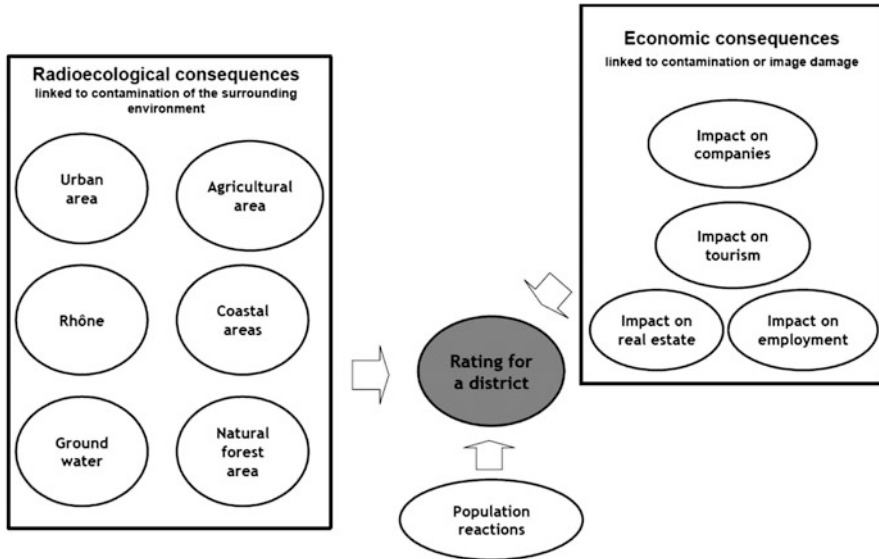 Radioecological consequences
linked to contamination of the surrounding
environment
Urban
area
Agricultural
area
Rhône
Coastal
areas
Ground
water
Natural
forest
area
Economic consequences
linked to contamination or image damage
Impact on
companies
Impact on
tourism
Impact on
real estate
Impact on
employment
Rating for
a district
Population
reactions